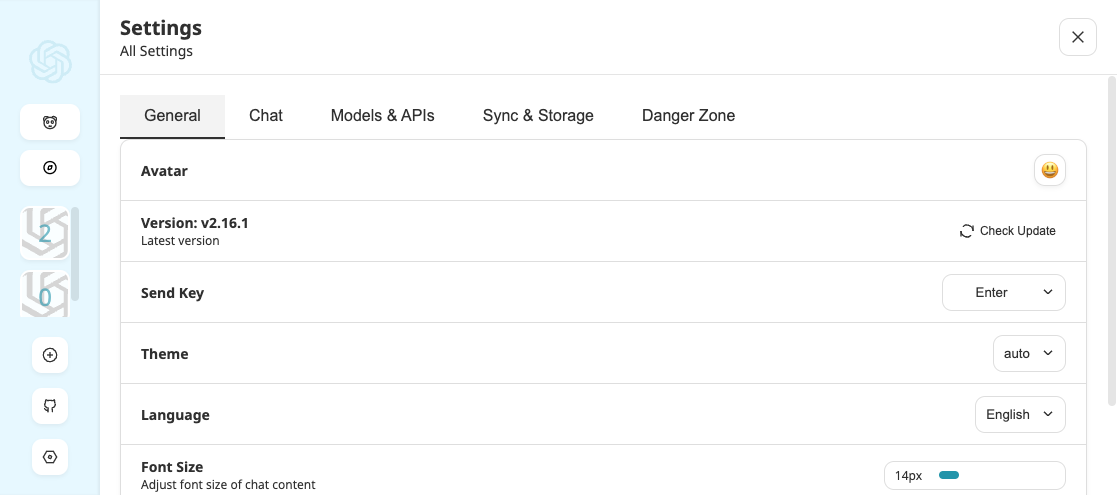 Settings
All Settings
General Chat Models & APIs Sync & Storage Danger Zone
Avatar
Version: v2.16.1
Latest version
Check Update
2
0
Send Key
Enter
Theme
auto
Language
English
Font Size
Adjust font size of chat content
14px